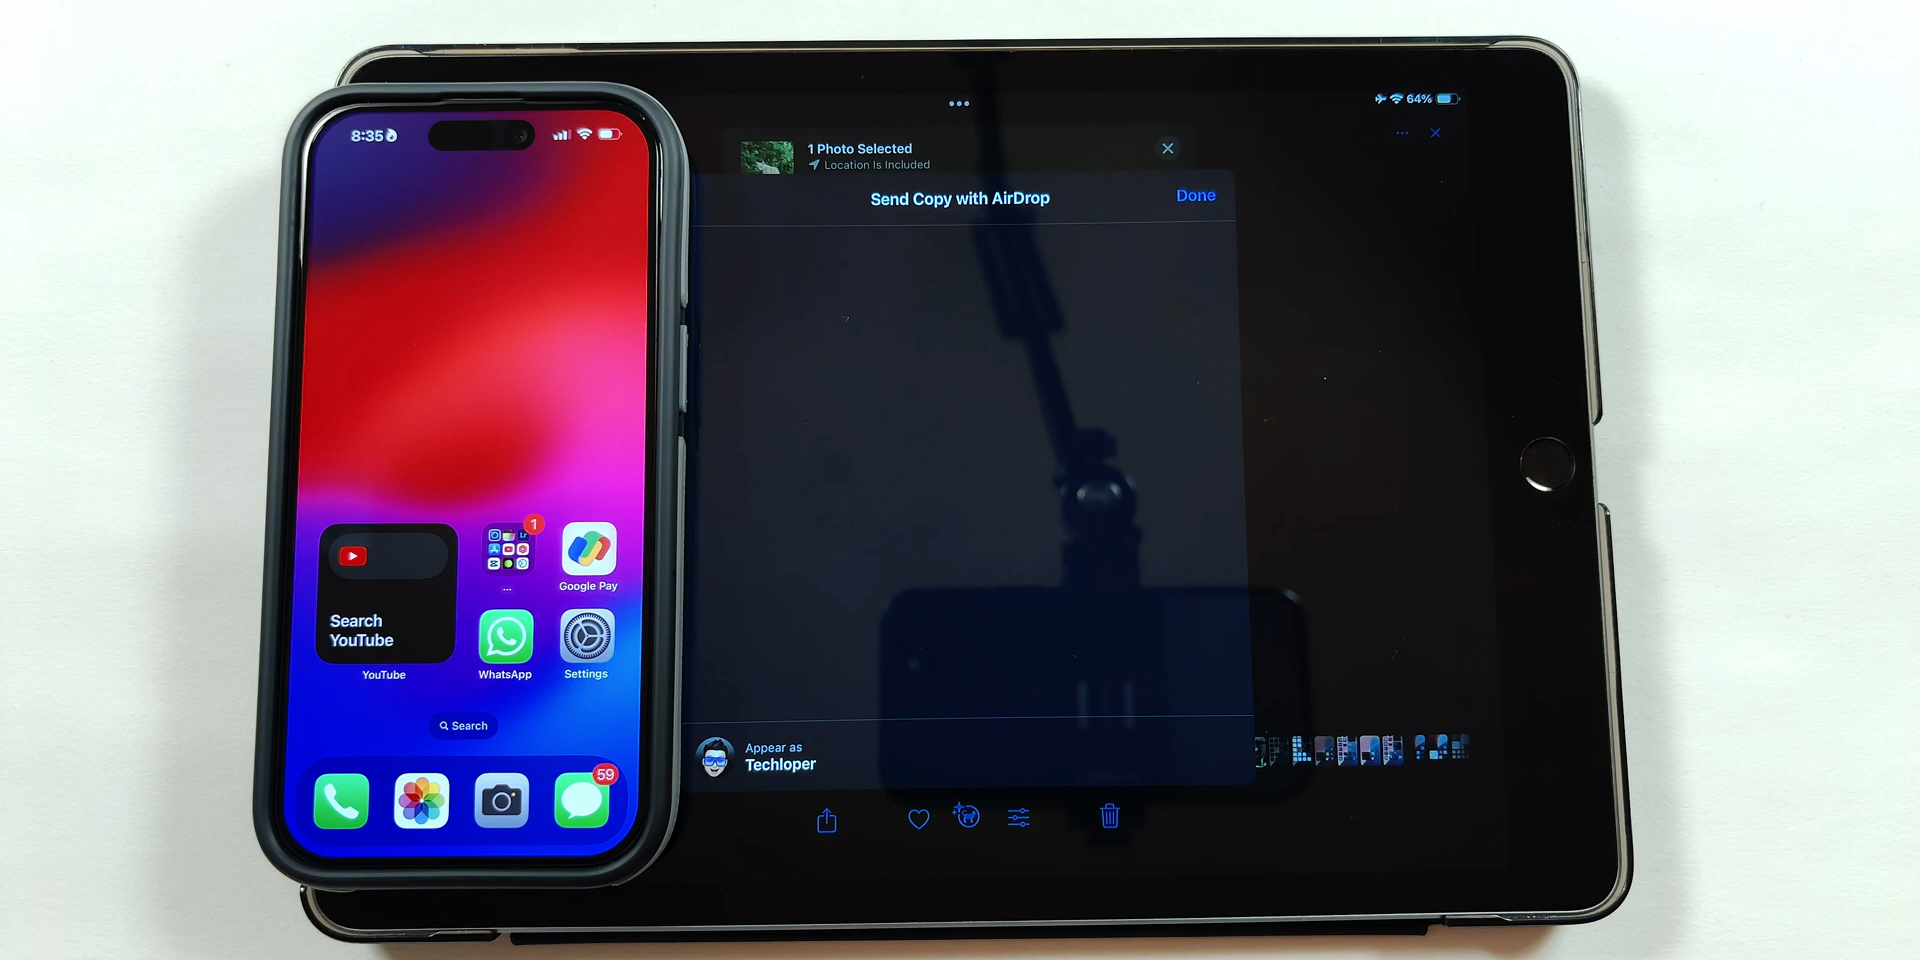 8:35
Search
YouTube
YouTube
1
...
Google Pay
WhatsApp
Settings
Search
59
64%
1 Photo Selected
Location Is Included
Send Copy with AirDrop
Done
Appear as
Techloper